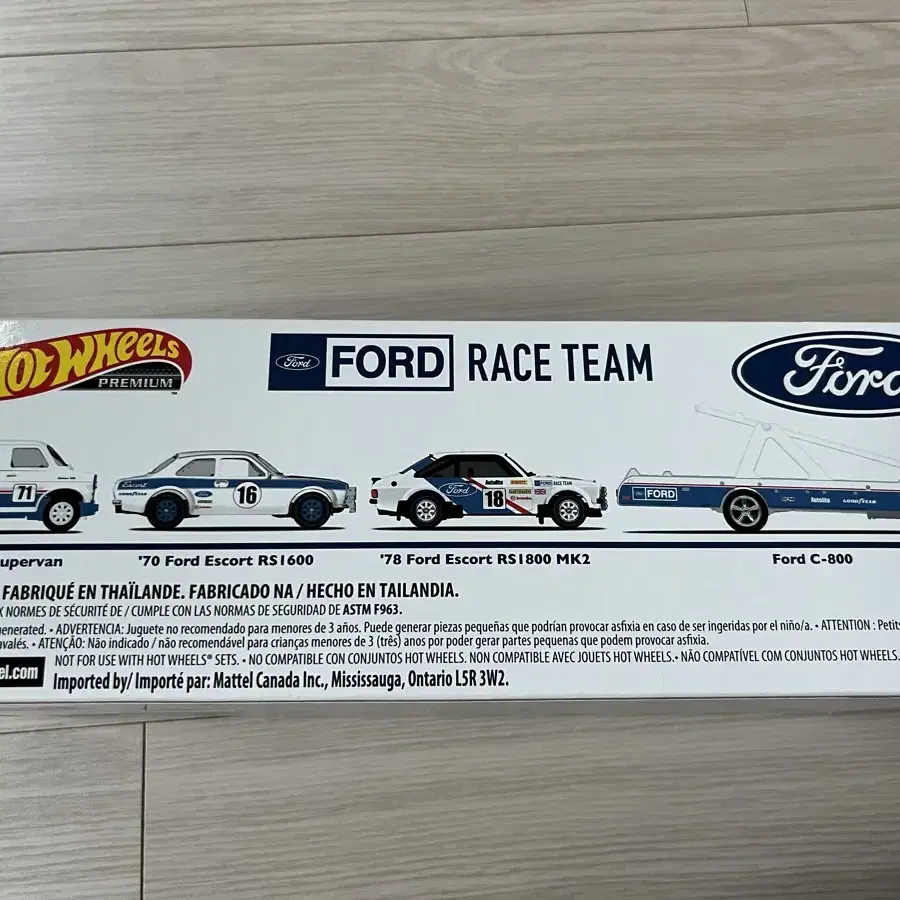 HOT WHEELS
PREMIUM™
Ford FORD RACE TEAM
Ford
71
Escort
GOODYEAR
Ford
16
Ford
Autolite
PIRELLI
18
FORD RACE TEAM
FORD
Autolite
GOODYEAR
upervan
'70 Ford Escort RS1600
'78 Ford Escort RS1800 MK2
Ford C-800
FABRIQUÉ EN THAÏLANDE. FABRICADO NA / HECHO EN TAILANDIA.
X NORMES DE SÉCURITÉ DE / CUMPLE CON LAS NORMAS DE SEGURIDAD DE ASTM F963.
enerated. • ADVERTENCIA: Juguete no recomendado para menores de 3 años. Puede generar piezas pequeñas que podrían provocar asfixia en caso de ser ingeridas por el niño/a. • ATTENTION : Petits
avalés. • ATENÇÃO: Não indicado / não recomendável para crianças menores de 3 (três) anos por poder gerar partes pequenas que podem provocar asfixia.
NOT FOR USE WITH HOT WHEELS® SETS. • NO COMPATIBLE CON CONJUNTOS HOT WHEELS. NON COMPATIBLE AVEC JOUETS HOT WHEELS. • NÃO COMPATÍVEL COM CONJUNTOS HOT WHEELS.
el.com
Imported by/ Importé par: Mattel Canada Inc., Mississauga, Ontario L5R 3W2.